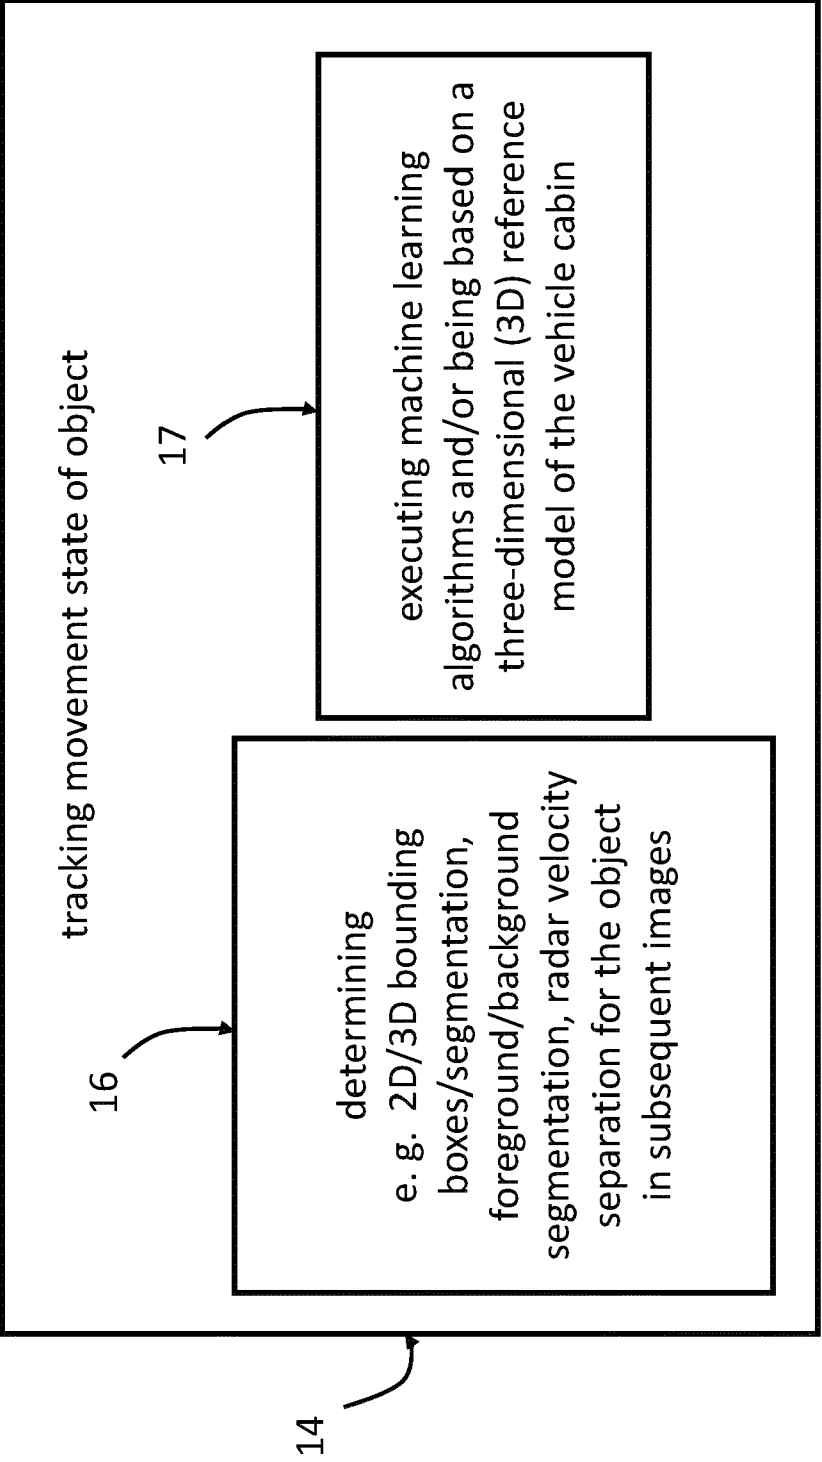 tracking movement state of object
14
16
determining
e. g. 2D/3D bounding
boxes/segmentation,
foreground/background
segmentation, radar velocity
separation for the object
in subsequent images
17
executing machine learning
algorithms and/or being based on a
three-dimensional (3D) reference
model of the vehicle cabin